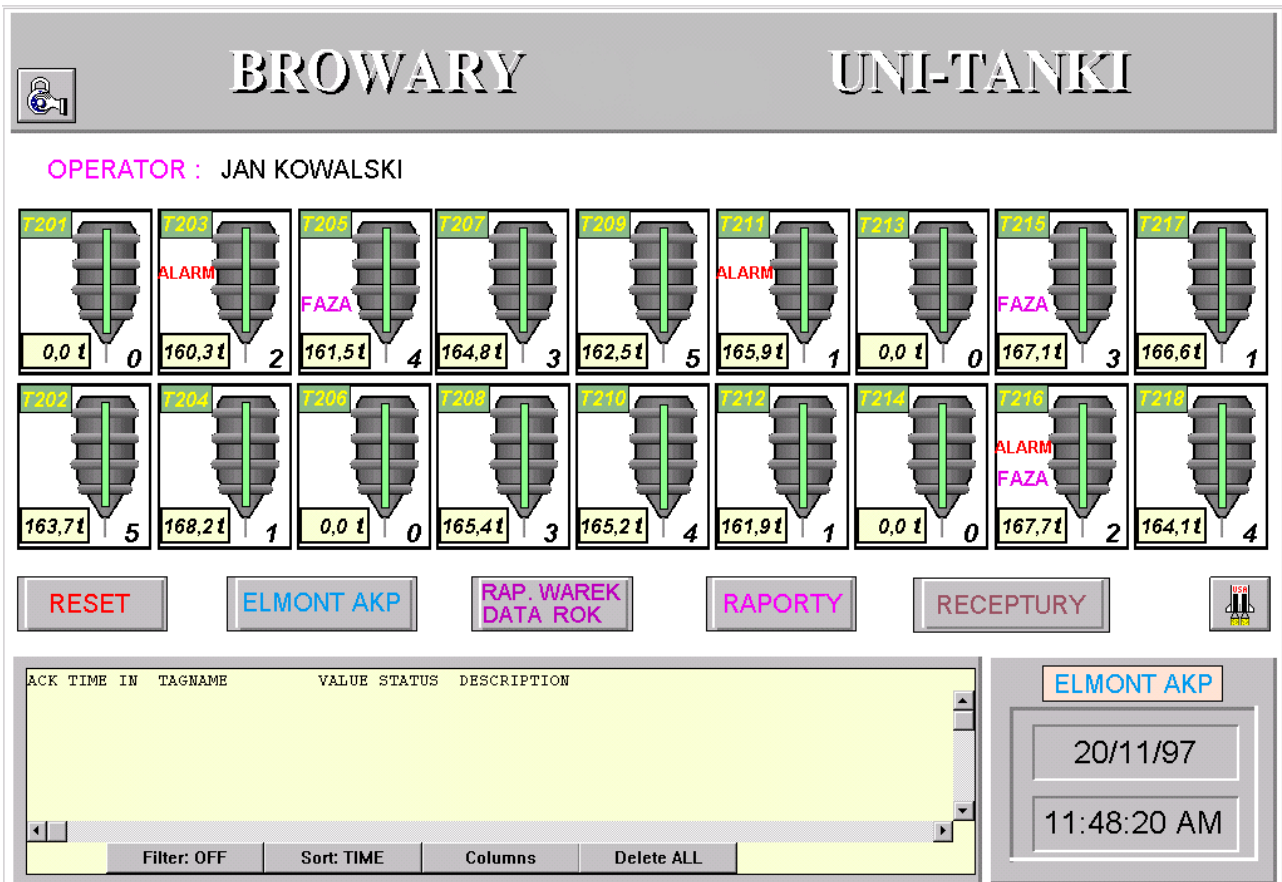 BROWARY UNI-TANKI
OPERATOR : JAN KOWALSKI
T201 T203 T205 T207 T209 T211 T213 T215 T217
ALARM ALARM
FAZA FAZA
0,0 t 0 160,3 t 2 161,5 t 4 164,8 t 3 162,5 t 5 165,9 t 1 0,0 t 0 167,1 t 3 166,6 t 1
T202 T204 T206 T208 T210 T212 T214 T216 T218
ALARM
FAZA
163,7 t 5 168,2 t 1 0,0 t 0 165,4 t 3 165,2 t 4 161,9 t 1 0,0 t 0 167,7 t 2 164,1 t 4
RESET ELMONT AKP RAP. WAREK RAPORTY RECEPTURY USA
DATA ROK
ACK TIME IN TAGNAME VALUE STATUS DESCRIPTION
Filter: OFF Sort: TIME Columns Delete ALL
ELMONT AKP
20/11/97
11:48:20 AM